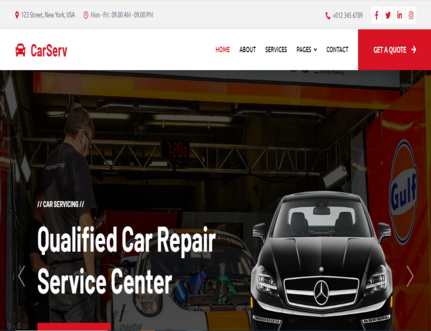 123 Street, New York, USA
Mon - Fri : 09.00 AM - 09.00 PM
+012 345 6789
CarServ
HOME
ABOUT
SERVICES
PAGES
CONTACT
GET A QUOTE
// CAR SERVICING //
Qualified Car Repair
Service Center
Gulf